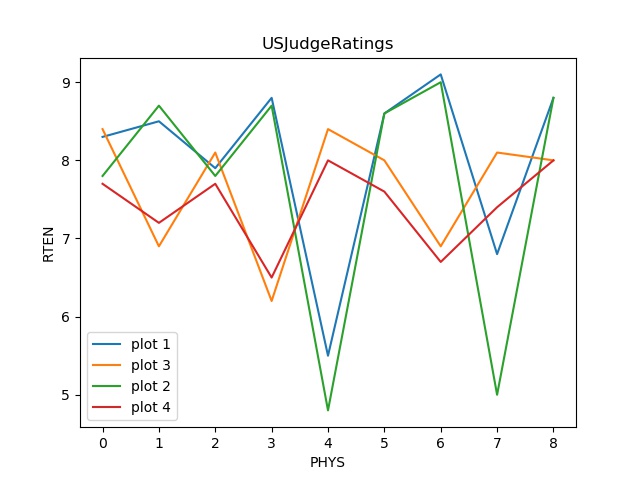 USJudgeRatings
RTEN
9
8
7
6
5
plot 1
plot 3
plot 2
plot 4
0 1 2 3 4 5 6 7 8
PHYS